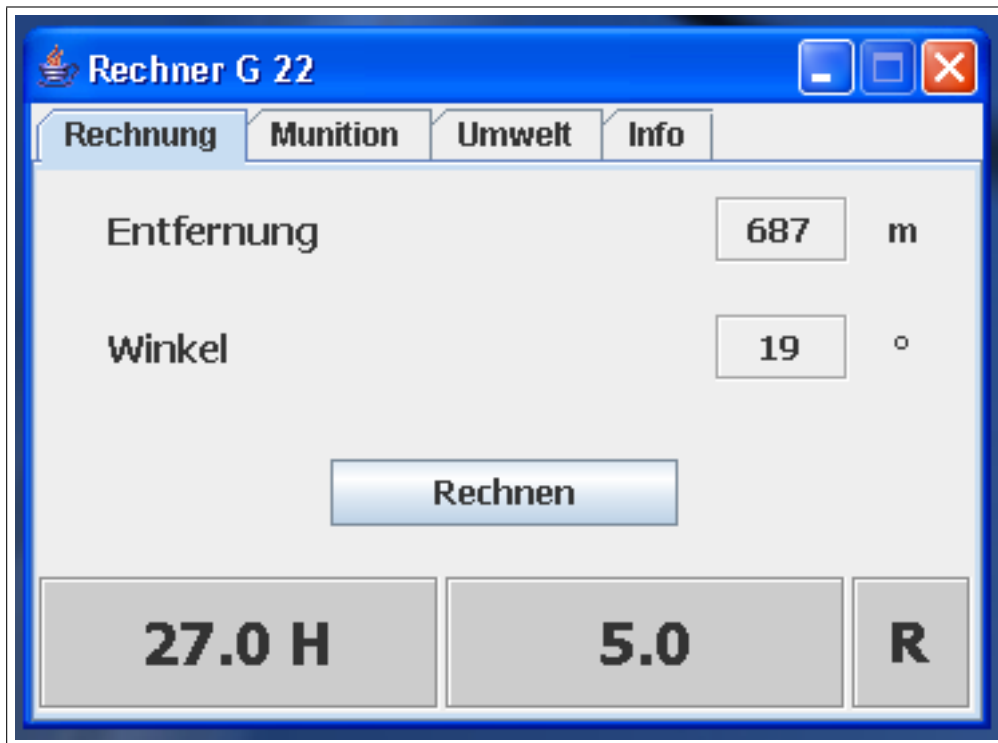 Rechner G 22
Rechnung Munition Umwelt Info
Entfernung 687 m
Winkel 19 °
Rechnen
27.0 H 5.0 R